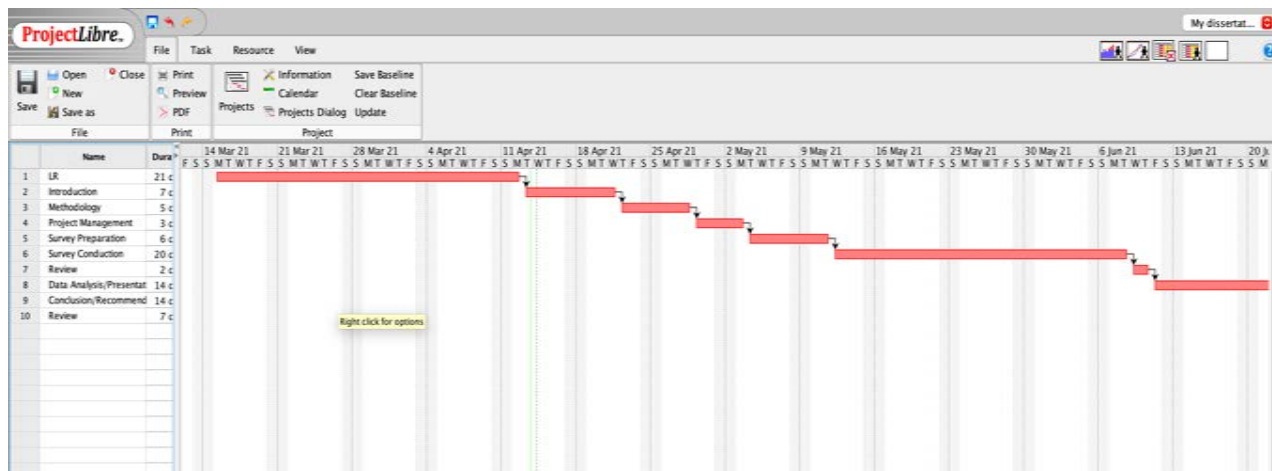 ProjectLibre™
My dissertat...
File Task Resource View
Open Close Print Information Save Baseline
New Preview Calendar Clear Baseline
Save Save as PDF Projects Projects Dialog Update
File Print Project
Name Dura
14 Mar 21 21 Mar 21 28 Mar 21 4 Apr 21 11 Apr 21 18 Apr 21 25 Apr 21 2 May 21 9 May 21 16 May 21 23 May 21 30 May 21 6 Jun 21 13 Jun 21 20 Ju
F S S M T W T F S S M T W T F S S M T W T F S S M T W T F S S M T W T F S S M T W T F S S M T W T F S S M T W T F S S M T W T F S S M T W T F S S M T W T F S S M T W T F S S M T W T F S S M T W T F S S M
1 LR 21 d
2 Introduction 7 d
3 Methodology 5 d
4 Project Management 3 d
5 Survey Preparation 6 d
6 Survey Conduction 20 d
7 Review 2 d
8 Data Analysis/Presentat 14 d
9 Conclusion/Recommend 14 d
10 Review 7 d
Right click for options